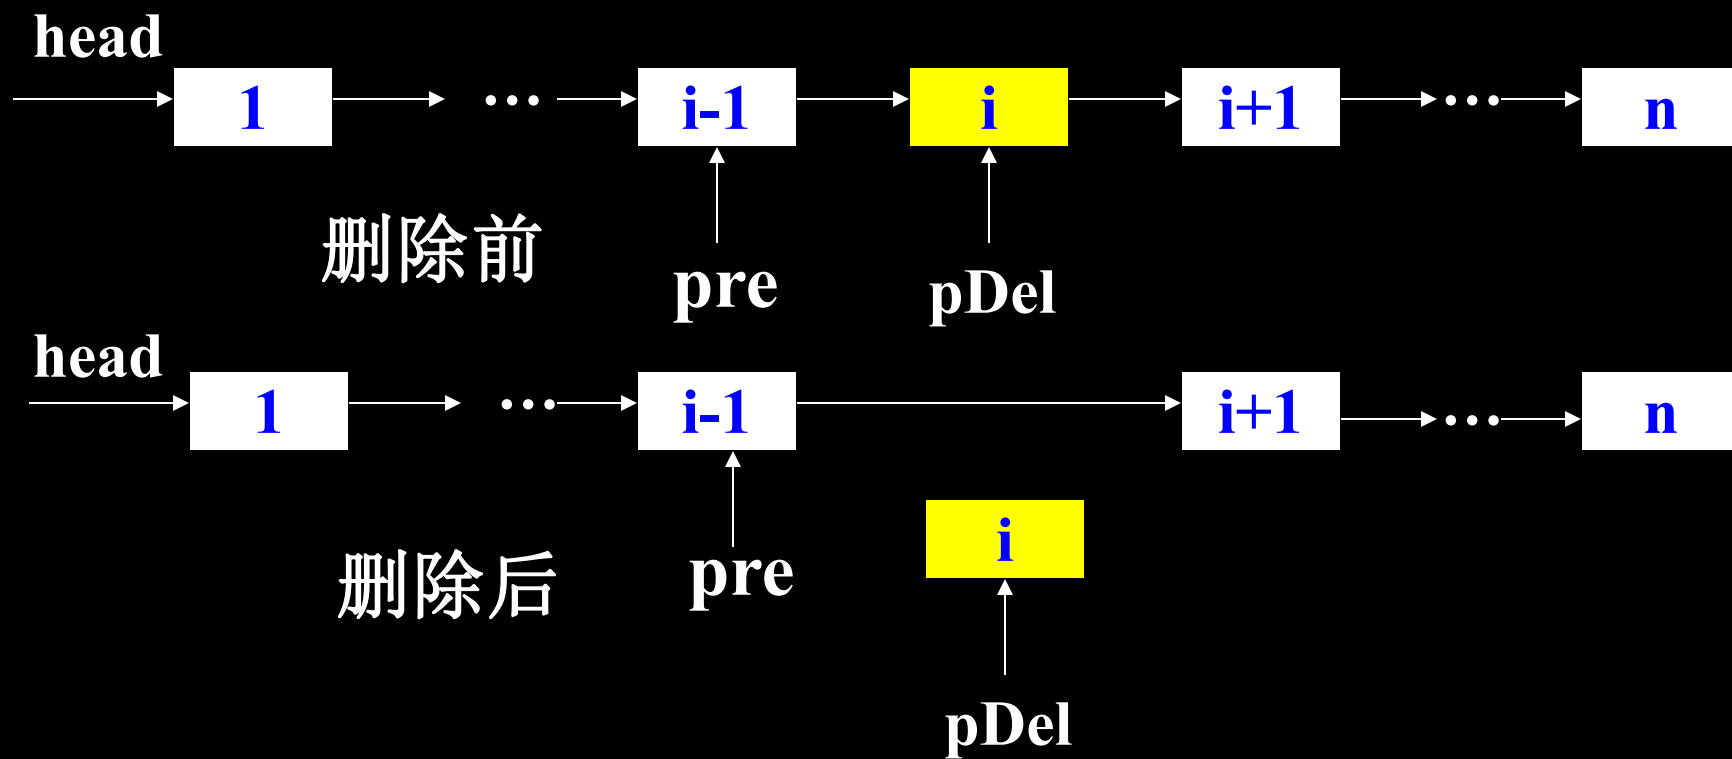 head
1 … i-1 i i+1 … n
删除前
pre pDel
head
1 … i-1 i+1 … n
i
删除后 pre
pDel